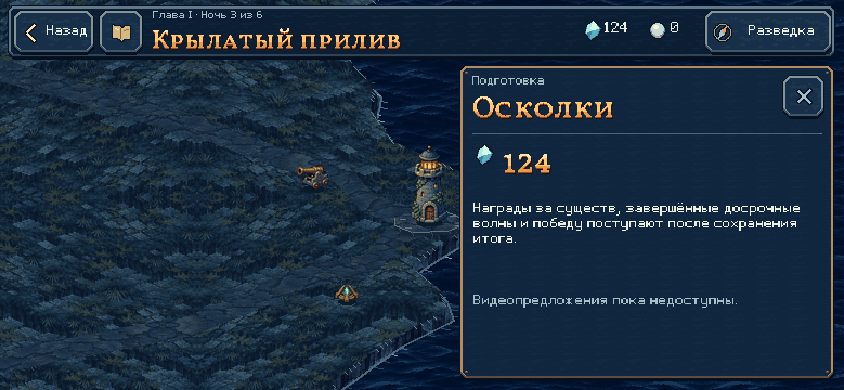 Глава I · Ночь 3 из 6
Назад
Крылатый прилив
124
0
Разведка
Подготовка
Осколки
124
Награды за существ, завершённые досрочные
волны и победу поступают после сохранения
итога.
Видеопредложения пока недоступны.